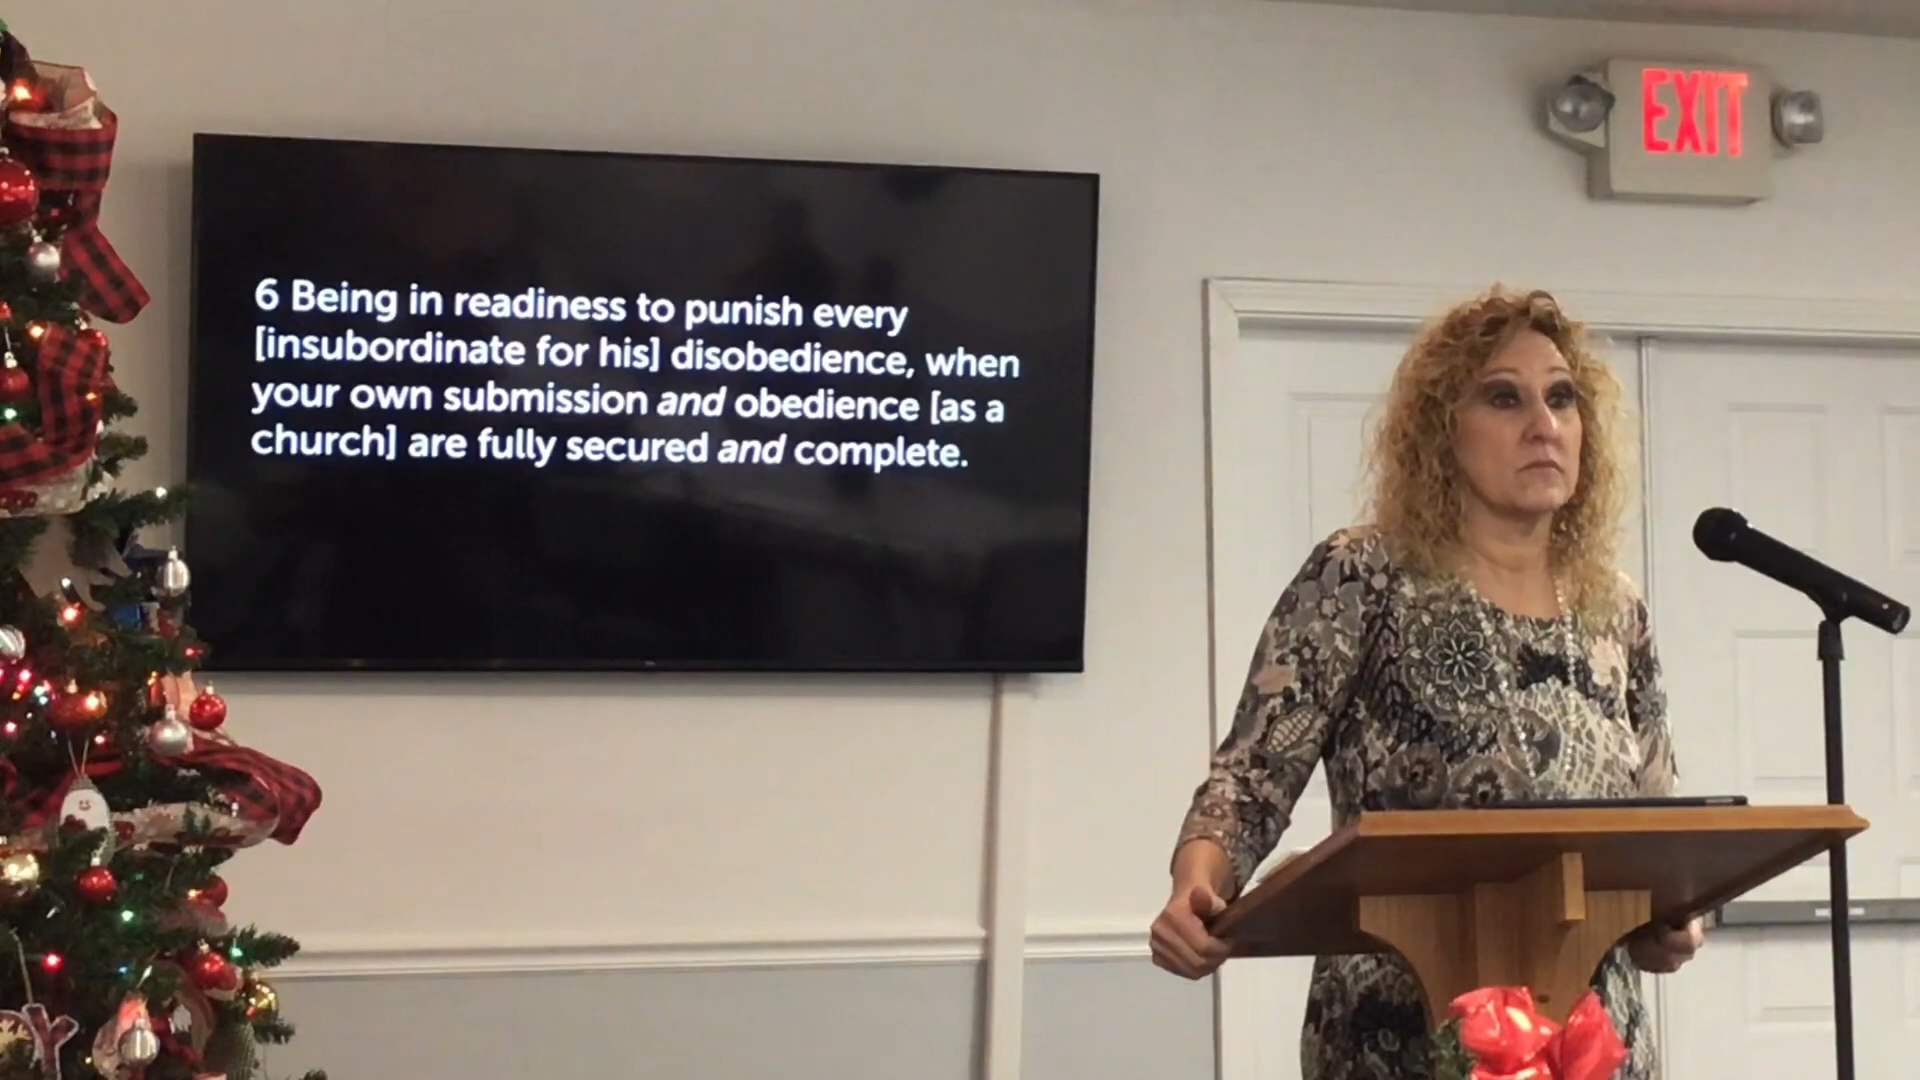 6 Being in readiness to punish every
[insubordinate for his] disobedience, when
your own submission and obedience [as a
church] are fully secured and complete.
EXIT